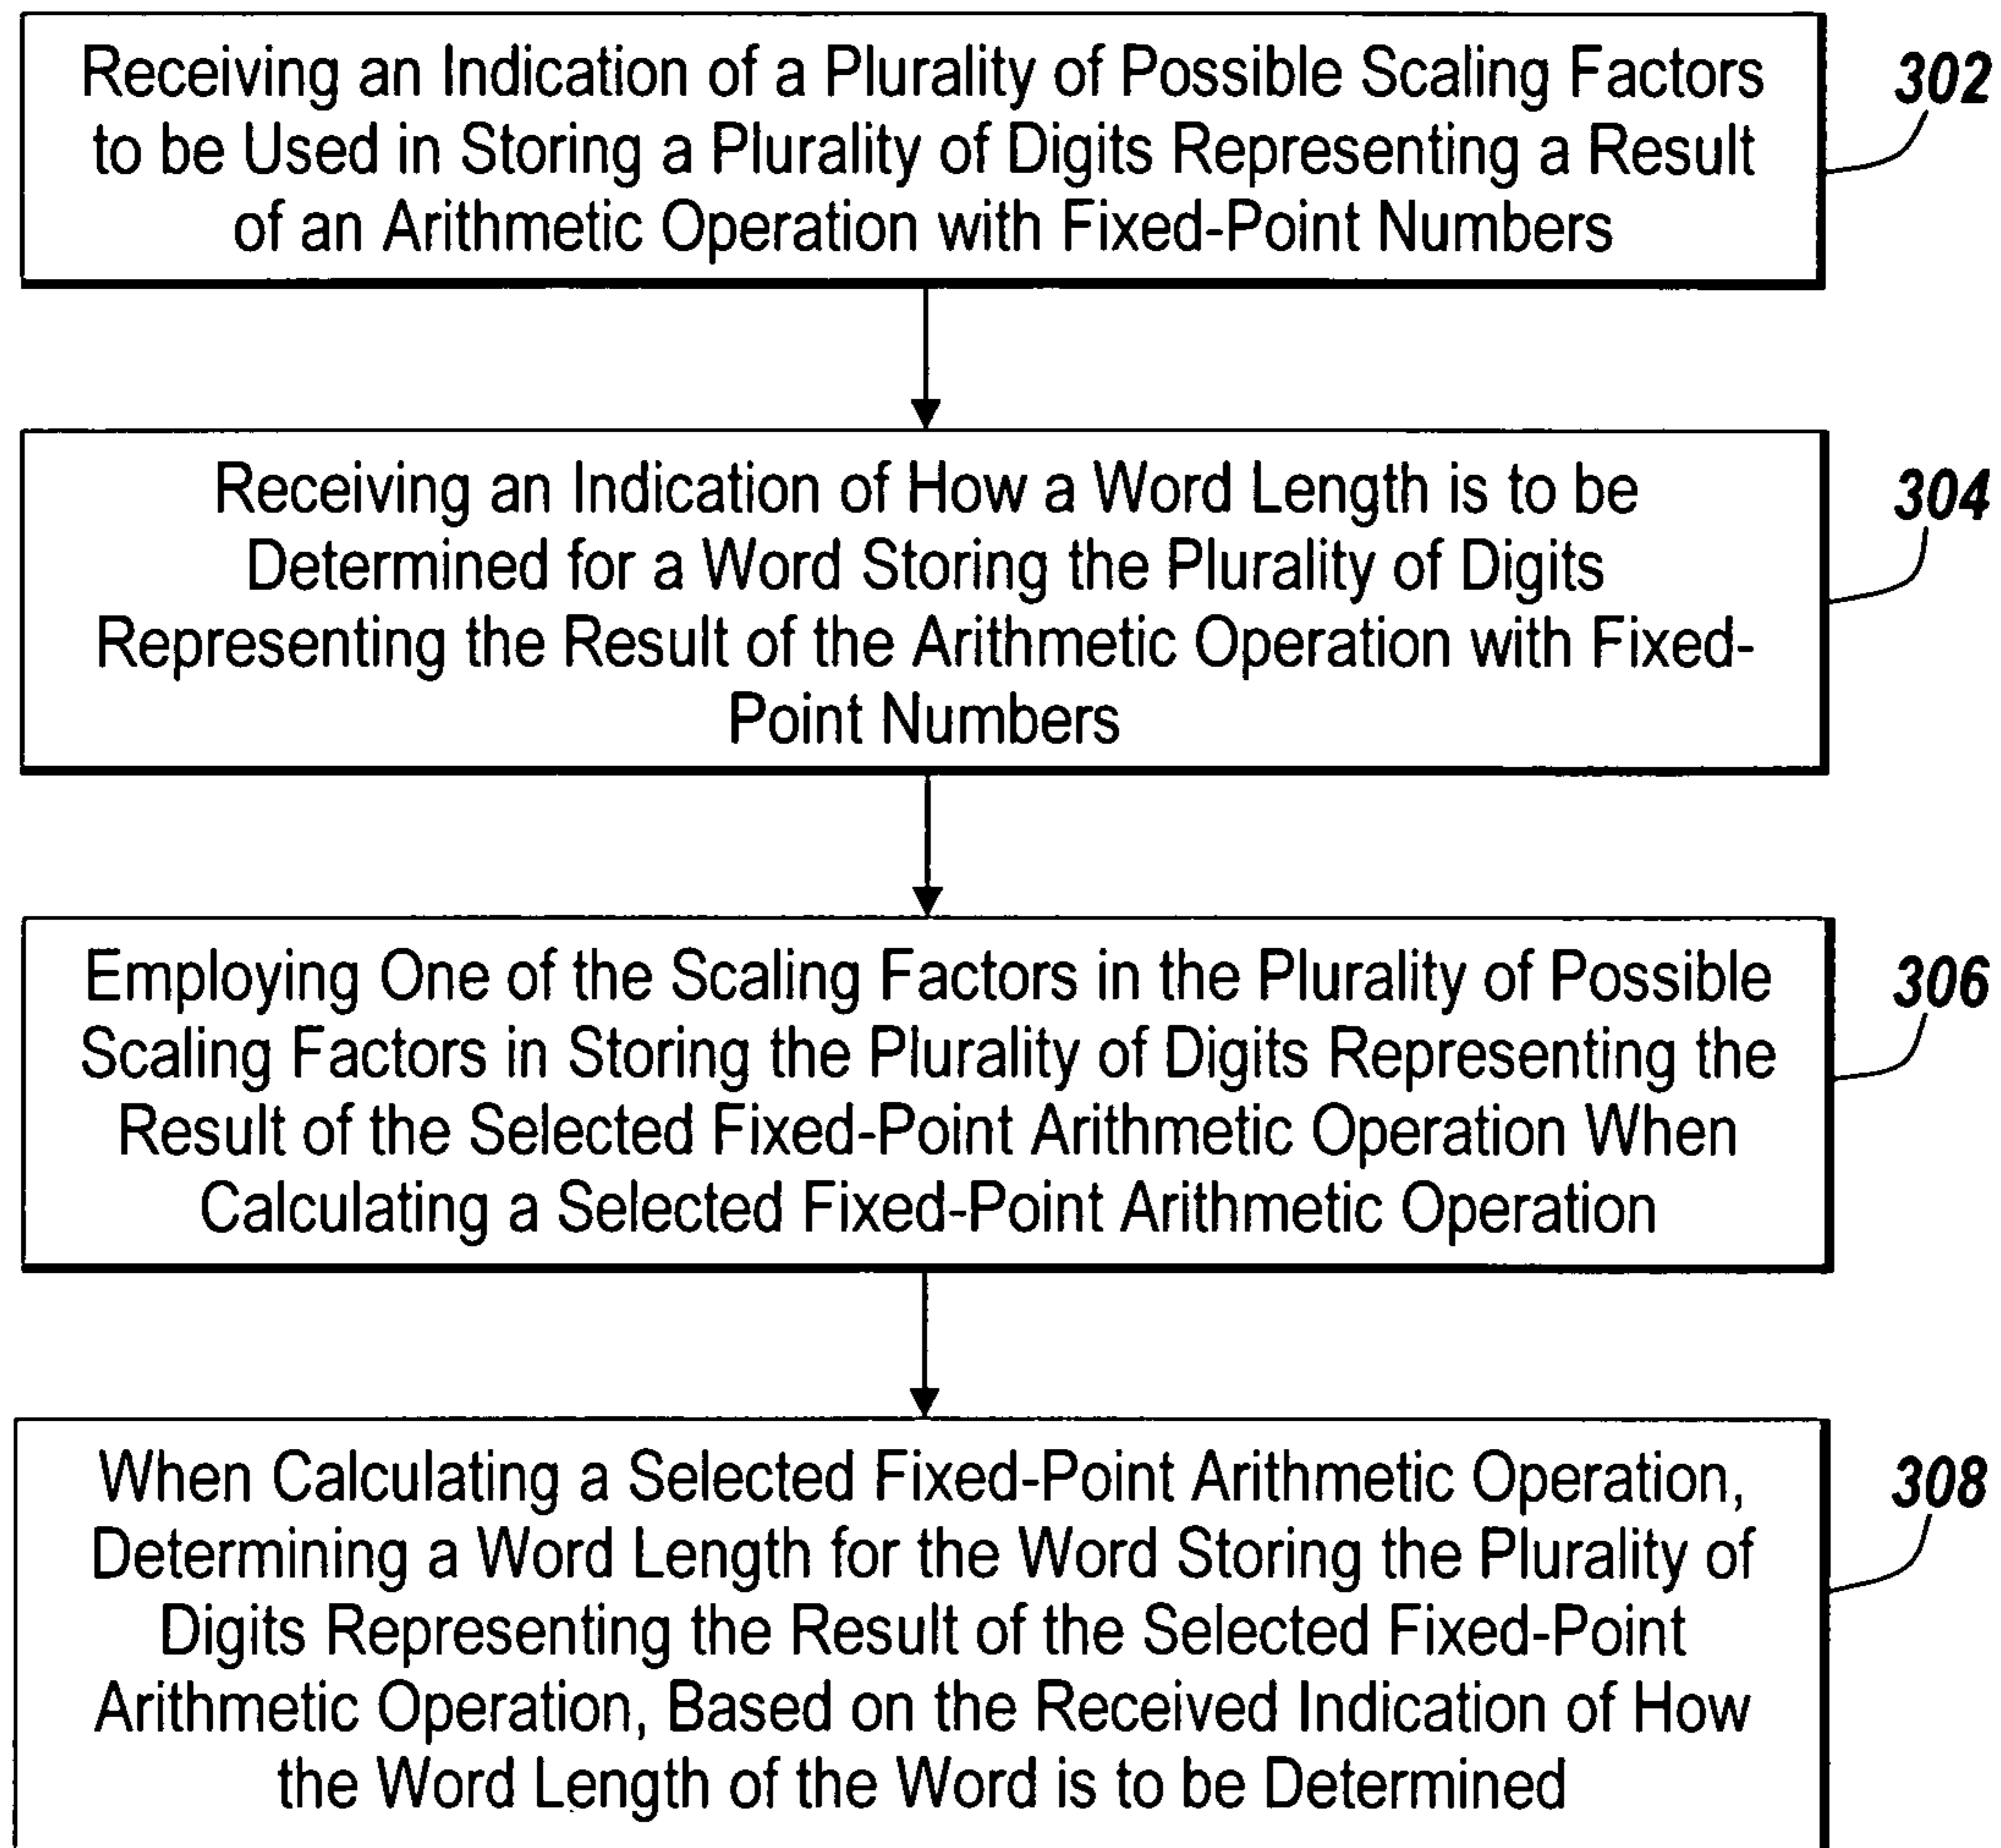 Receiving an Indication of a Plurality of Possible Scaling Factors
to be Used in Storing a Plurality of Digits Representing a Result
of an Arithmetic Operation with Fixed-Point Numbers
302
Receiving an Indication of How a Word Length is to be
Determined for a Word Storing the Plurality of Digits
Representing the Result of the Arithmetic Operation with Fixed-
Point Numbers
304
Employing One of the Scaling Factors in the Plurality of Possible
Scaling Factors in Storing the Plurality of Digits Representing the
Result of the Selected Fixed-Point Arithmetic Operation When
Calculating a Selected Fixed-Point Arithmetic Operation
306
When Calculating a Selected Fixed-Point Arithmetic Operation,
Determining a Word Length for the Word Storing the Plurality of
Digits Representing the Result of the Selected Fixed-Point
Arithmetic Operation, Based on the Received Indication of How
the Word Length of the Word is to be Determined
308